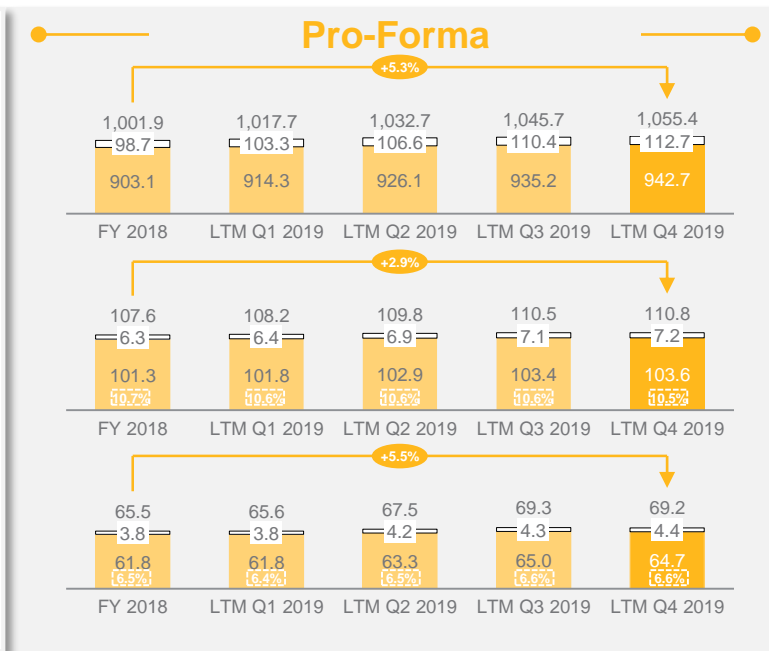 Pro-Forma
+5.3%
1,001.9 1,017.7 1,032.7 1,045.7 1,055.4
98.7 103.3 106.6 110.4 112.7
903.1 914.3 926.1 935.2 942.7
FY 2018 LTM Q1 2019 LTM Q2 2019 LTM Q3 2019 LTM Q4 2019
+2.9%
107.6 108.2 109.8 110.5 110.8
6.3 6.4 6.9 7.1 7.2
101.3 101.8 102.9 103.4 103.6
10.7% 10.6% 10.6% 10.6% 10.5%
FY 2018 LTM Q1 2019 LTM Q2 2019 LTM Q3 2019 LTM Q4 2019
+5.5%
65.5 65.6 67.5 69.3 69.2
3.8 3.8 4.2 4.3 4.4
61.8 61.8 63.3 65.0 64.7
6.5% 6.4% 6.5% 6.6% 6.6%
FY 2018 LTM Q1 2019 LTM Q2 2019 LTM Q3 2019 LTM Q4 2019